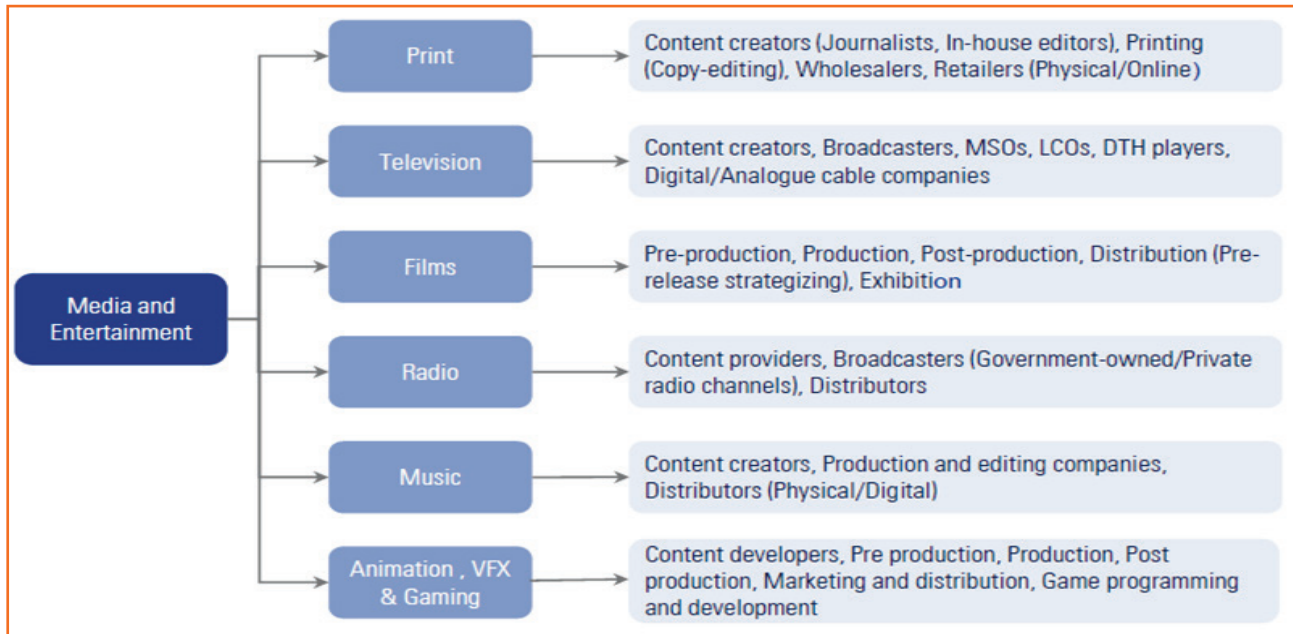 Print
Content creators (Journalists, In-house editors), Printing
(Copy-editing), Wholesalers, Retailers (Physical/Online)
Television
Content creators, Broadcasters, MSOs, LCOs, DTH players,
Digital/Analogue cable companies
Films
Pre-production, Production, Post-production, Distribution (Pre-
release strategizing), Exhibition
Media and
Entertainment
Radio
Content providers, Broadcasters (Government-owned/Private
radio channels), Distributors
Music
Content creators, Production and editing companies,
Distributors (Physical/Digital)
Animation , VFX
& Gaming
Content developers, Pre production, Production, Post
production, Marketing and distribution, Game programming
and development